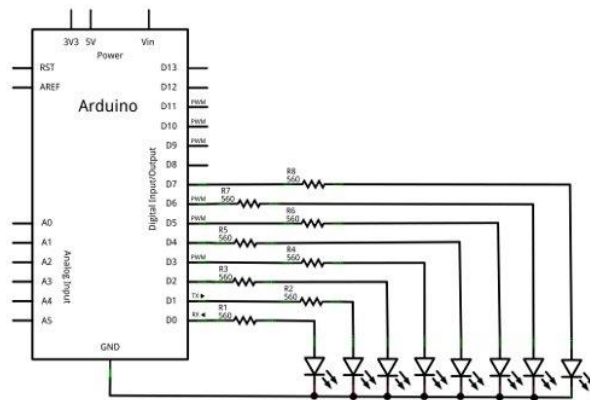 3V3 5V Vin
Power
RST
AREF
Arduino
D13
D12
PWM D11
PWM D10
PWM D9
D8
Digital Input/Output
D7
R8
560
PWM D6
R7
560
PWM D5
R6
560
D4
R5
560
PWM D3
R4
560
D2
R3
560
TX D1
R2
560
RX D0
R1
560
A0
A1
A2
A3
A4
A5
Analog Input
GND